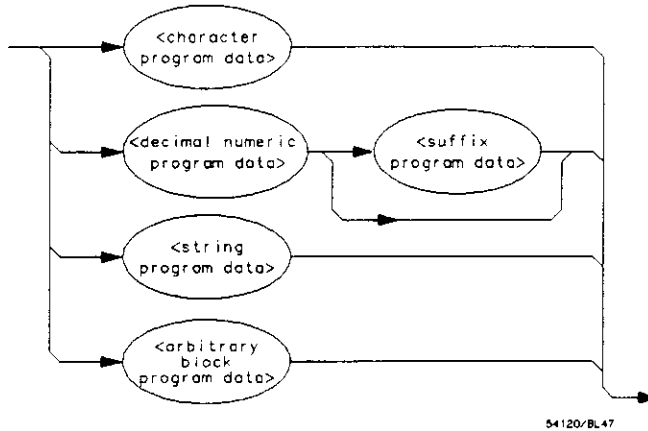 <character
program data>
<decimal numeric
program data>
<suffix
program data>
<string
program data>
<arbitrary
block
program data>
54120/BL47